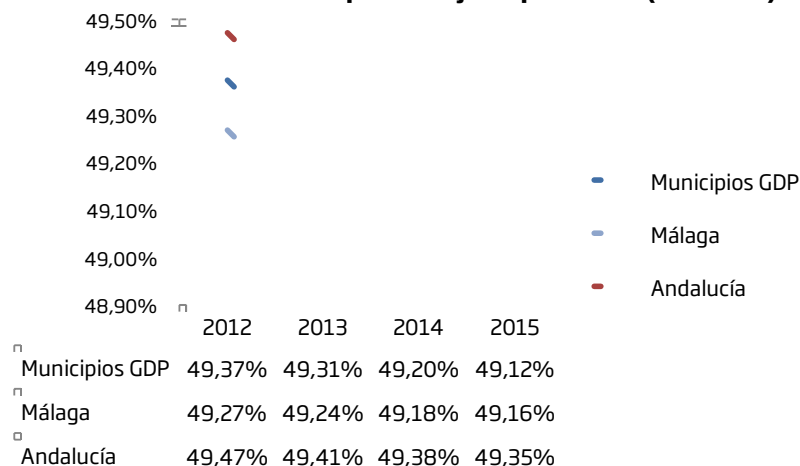 49,50%
49,40%
49,30%
49,20%
49,10%
49,00%
48,90%
Municipios GDP
Málaga
Andalucía
2012 2013 2014 2015
Municipios GDP 49,37% 49,31% 49,20% 49,12%
Málaga 49,27% 49,24% 49,18% 49,16%
Andalucía 49,47% 49,41% 49,38% 49,35%